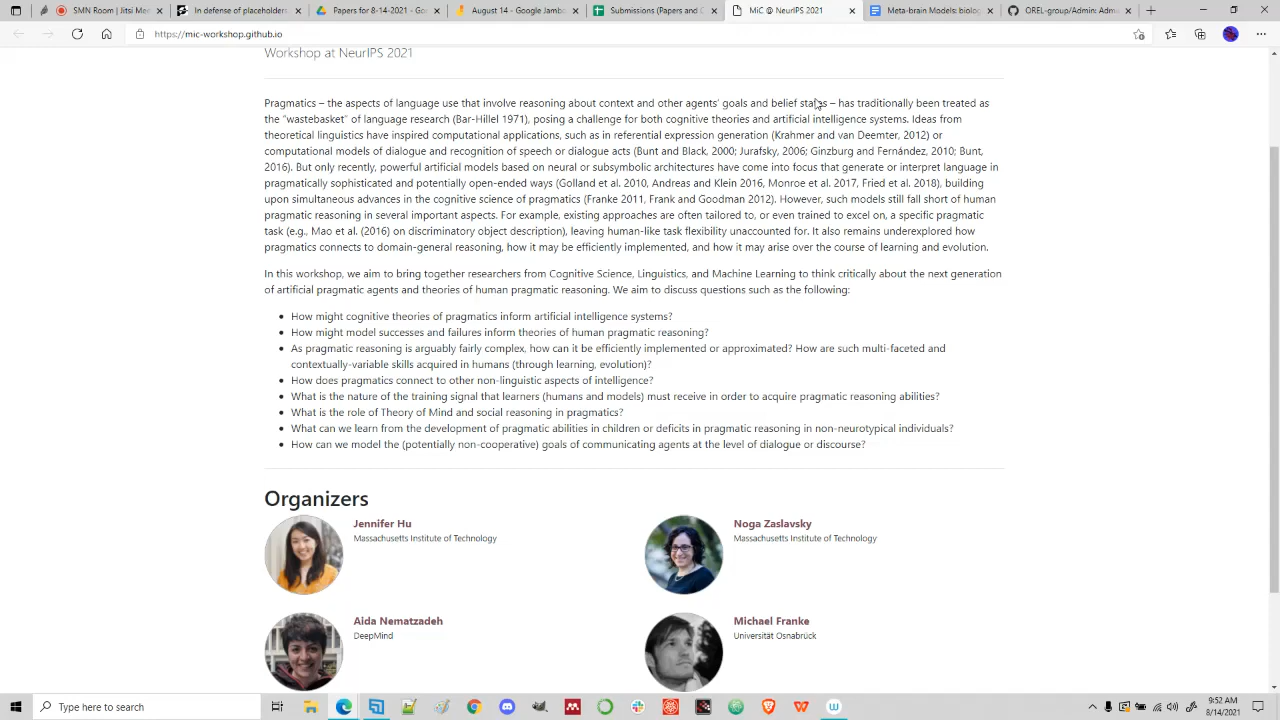 SMN Room | Jitsi Mee
In defense of placeholder
Papers for 8-14-2021 - Go
August 14 - Google Jambo
Submissions (Papers and C
MiC @ NeurIPS 2021
Meta-brain Models: biolog
OREL-group/Admin: Adm
https://mic-workshop.github.io
Workshop at NeurIPS 2021
Pragmatics – the aspects of language use that involve reasoning about context and other agents' goals and belief states – has traditionally been treated as
the "wastebasket" of language research (Bar-Hillel 1971), posing a challenge for both cognitive theories and artificial intelligence systems. Ideas from
theoretical linguistics have inspired computational applications, such as in referential expression generation (Krahmer and van Deemter, 2012) or
computational models of dialogue and recognition of speech or dialogue acts (Bunt and Black, 2000; Jurafsky, 2006; Ginzburg and Fernández, 2010; Bunt,
2016). But only recently, powerful artificial models based on neural or subsymbolic architectures have come into focus that generate or interpret language in
pragmatically sophisticated and potentially open-ended ways (Golland et al. 2010, Andreas and Klein 2016, Monroe et al. 2017, Fried et al. 2018), building
upon simultaneous advances in the cognitive science of pragmatics (Franke 2011, Frank and Goodman 2012). However, such models still fall short of human
pragmatic reasoning in several important aspects. For example, existing approaches are often tailored to, or even trained to excel on, a specific pragmatic
task (e.g., Mao et al. (2016) on discriminatory object description), leaving human-like task flexibility unaccounted for. It also remains underexplored how
pragmatics connects to domain-general reasoning, how it may be efficiently implemented, and how it may arise over the course of learning and evolution.
In this workshop, we aim to bring together researchers from Cognitive Science, Linguistics, and Machine Learning to think critically about the next generation
of artificial pragmatic agents and theories of human pragmatic reasoning. We aim to discuss questions such as the following:
• How might cognitive theories of pragmatics inform artificial intelligence systems?
• How might model successes and failures inform theories of human pragmatic reasoning?
• As pragmatic reasoning is arguably fairly complex, how can it be efficiently implemented or approximated? How are such multi-faceted and
contextually-variable skills acquired in humans (through learning, evolution)?
• How does pragmatics connect to other non-linguistic aspects of intelligence?
• What is the nature of the training signal that learners (humans and models) must receive in order to acquire pragmatic reasoning abilities?
• What is the role of Theory of Mind and social reasoning in pragmatics?
• What can we learn from the development of pragmatic abilities in children or deficits in pragmatic reasoning in non-neurotypical individuals?
• How can we model the (potentially non-cooperative) goals of communicating agents at the level of dialogue or discourse?
Organizers
Jennifer Hu
Massachusetts Institute of Technology
Noga Zaslavsky
Massachusetts Institute of Technology
Aida Nematzadeh
DeepMind
Michael Franke
Universität Osnabrück
Type here to search
9:52 AM
8/14/2021